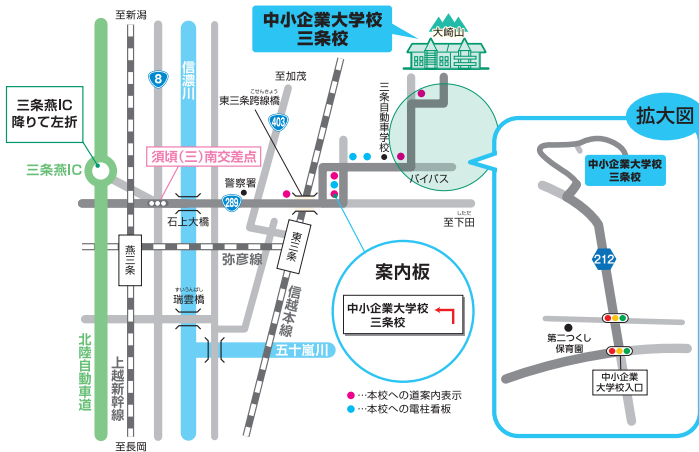 至新潟
中小企業大学校
三条校
大崎山
8
信濃川
至加茂
こせんきょう
東三条跨線橋
403
三条自動車学校
拡大図
三条燕IC
降りて左折
三条燕IC
須頃(三)南交差点
警察署
289
石上大橋
バイパス
しただ
至下田
中小企業大学校
三条校
212
燕三条
弥彦線
東三条
信越本線
ずいうんばし
瑞雲橋
案内板
中小企業大学校
三条校
第二つくし
保育園
中小企業
大学校入口
北陸自動車道
上越新幹線
五十嵐川
●…本校への道案内表示
●…本校への電柱看板
至長岡